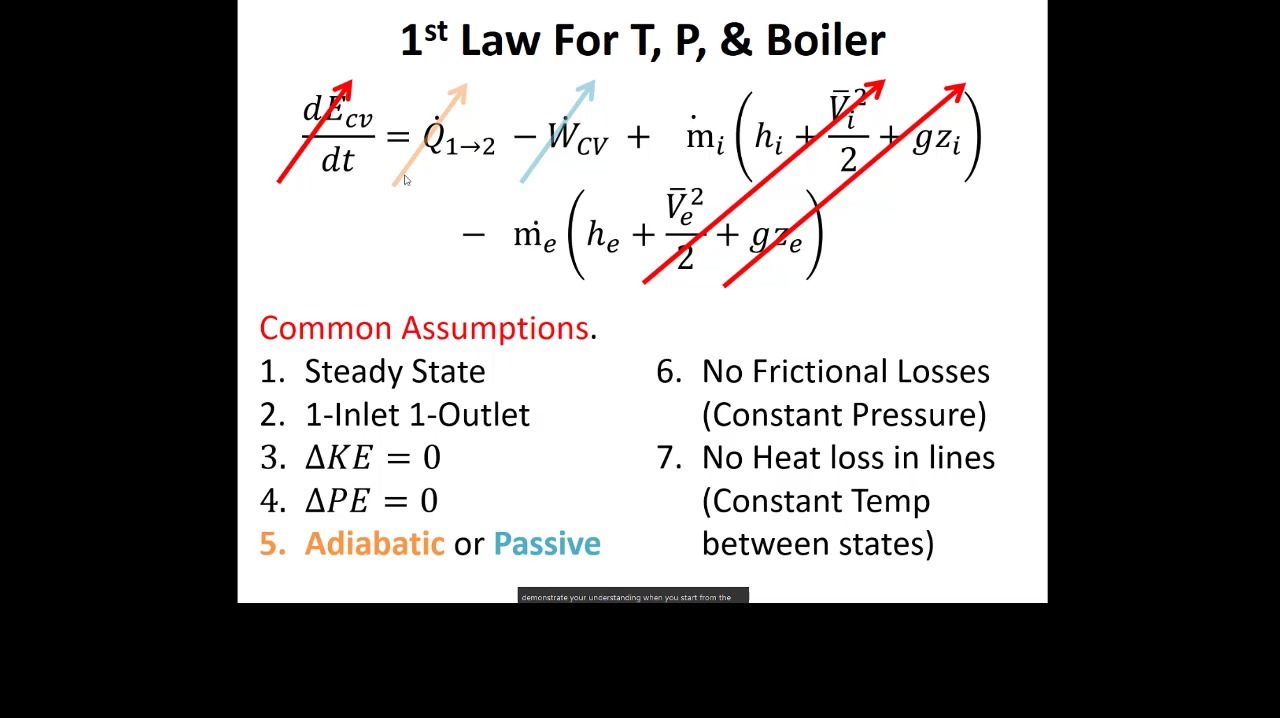 1st Law For T, P, & Boiler
dE_cv/dt = Q̇_1→2 − Ẇ_CV + ṁ_i (h_i + V̄_i²/2 + gz_i)
− ṁ_e (h_e + V̄_e²/2 + gz_e)
Common Assumptions.
1. Steady State
2. 1-Inlet 1-Outlet
3. ΔKE = 0
4. ΔPE = 0
5. Adiabatic or Passive
6. No Frictional Losses
(Constant Pressure)
7. No Heat loss in lines
(Constant Temp
between states)
demonstrate your understanding when you start from the